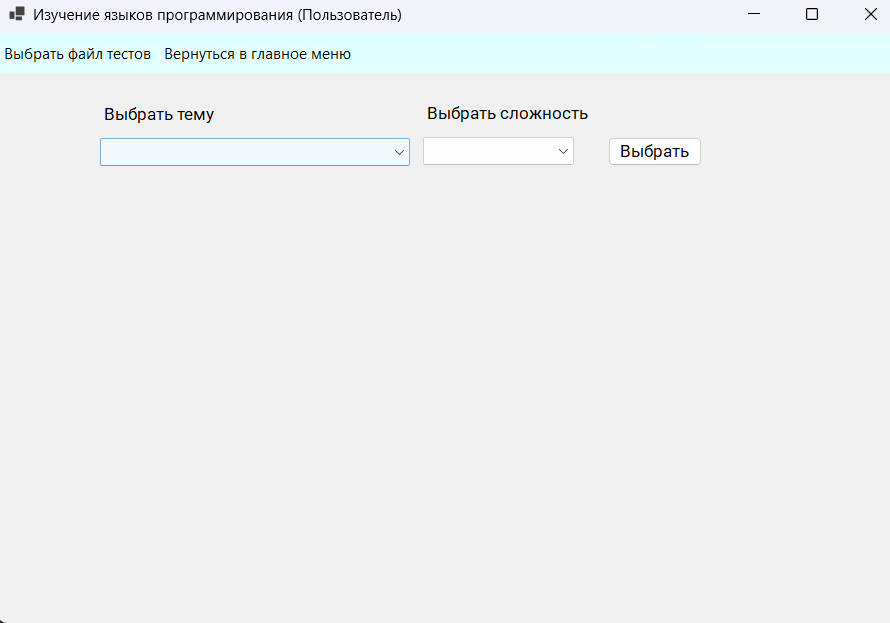 Изучение языков программирования (Пользователь)
Выбрать файл тестов Вернуться в главное меню
Выбрать тему Выбрать сложность
Выбрать